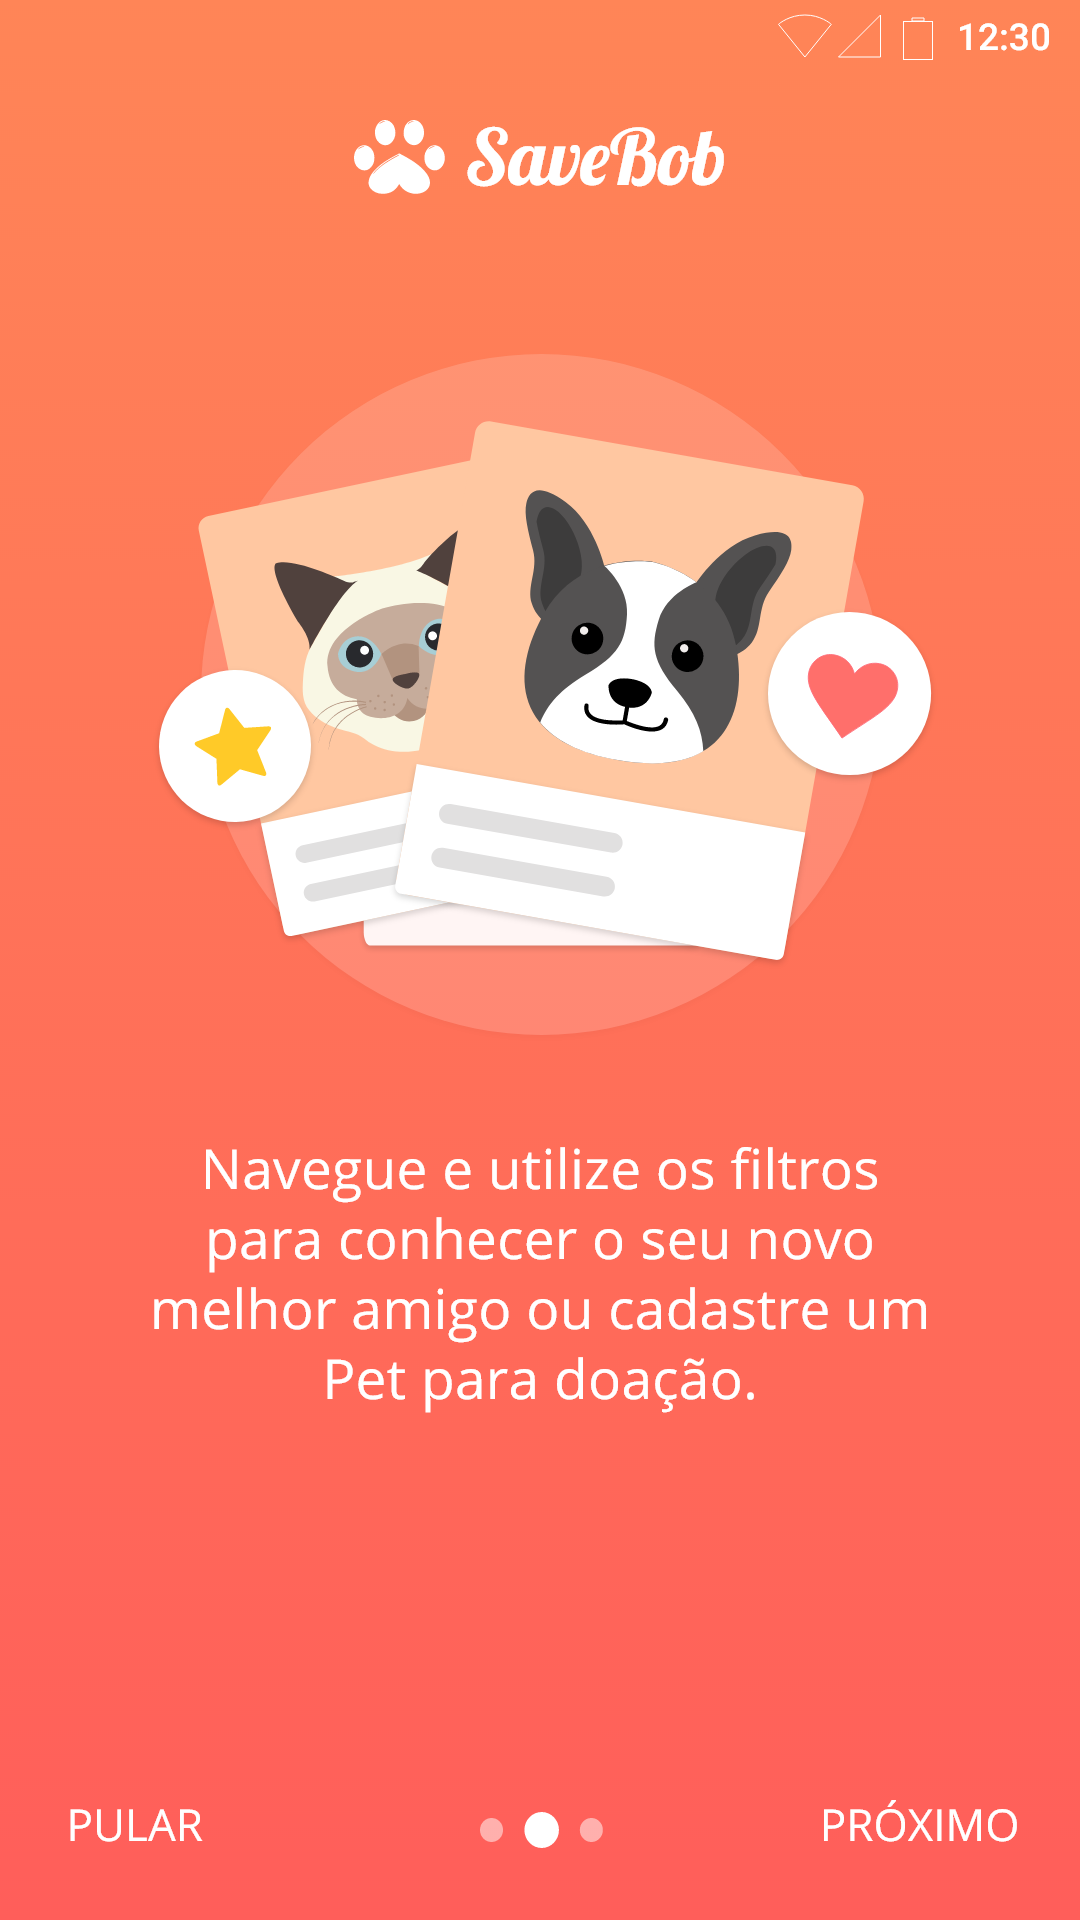 12:30
SaveBob
Navegue e utilize os filtros
para conhecer o seu novo
melhor amigo ou cadastre um
Pet para doação.
PULAR
PRÓXIMO